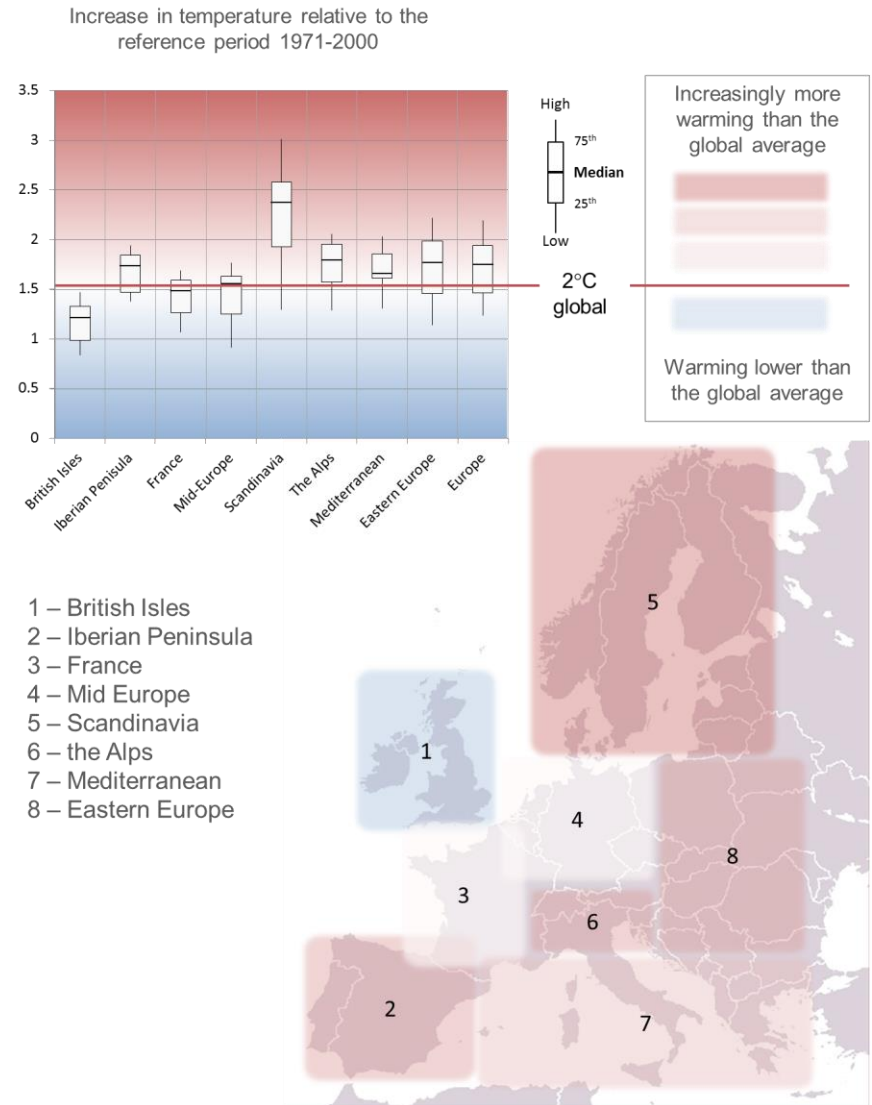 Increase in temperature relative to the
reference period 1971-2000
3.5
3
2.5
2
1.5
1
0.5
0
British Isles
Iberian Penisula
France
Mid-Europe
Scandinavia
The Alps
Mediterranean
Eastern Europe
Europe
High
75th
Median
25th
Low
2°C
global
Increasingly more
warming than the
global average
Warming lower than
the global average
1 – British Isles
2 – Iberian Peninsula
3 – France
4 – Mid Europe
5 – Scandinavia
6 – the Alps
7 – Mediterranean
8 – Eastern Europe
5
1
4
8
3
6
2
7